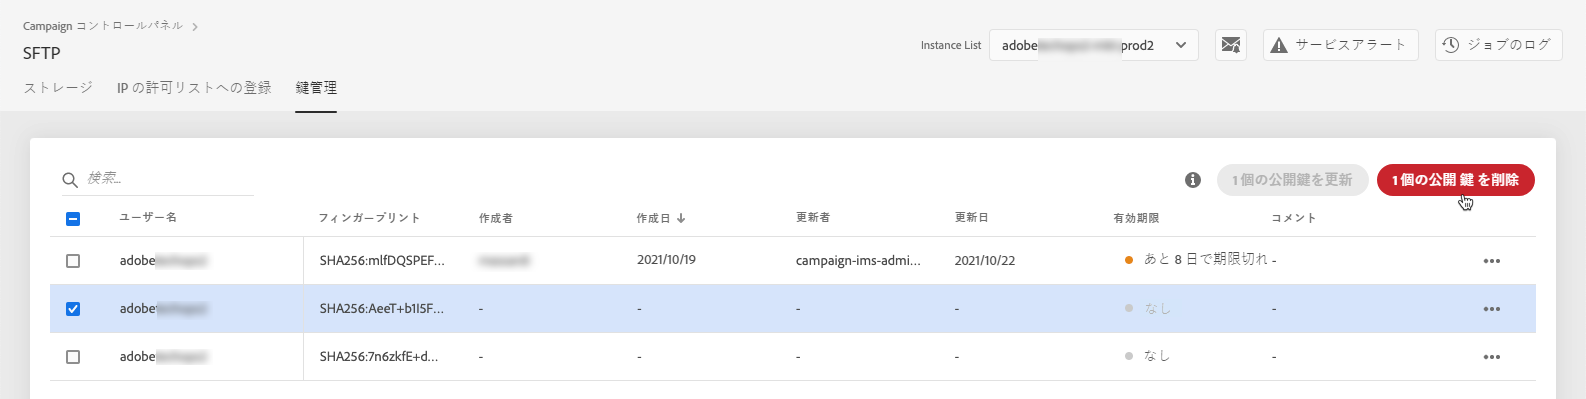 Campaign コントロールパネル
SFTP
Instance List
adobe prod2
サービスアラート
ジョブのログ
ストレージ IP の許可リストへの登録 鍵管理
検索...
1 個の公開鍵を更新
1 個の公開 鍵 を削除
ユーザー名 フィンガープリント 作成者 作成日 更新者 更新日 有効期限 コメント
adobe SHA256:mlfDQSPEF... 2021/10/19 campaign-ims-admi... 2021/10/22 あと 8 日で期限切れ -
adobe SHA256:AeeT+b1I5F... - - - - なし -
adobe SHA256:7n6zkfE+d... - - - - なし -